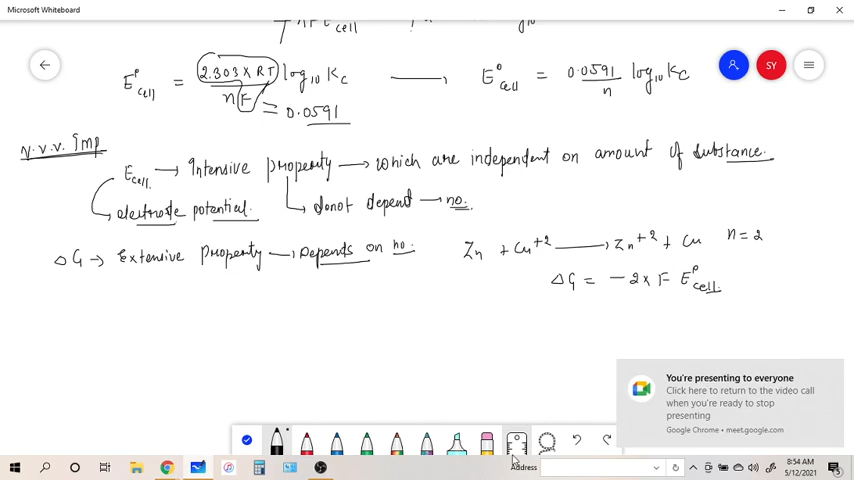 Microsoft Whiteboard
SY
E°cell = 2.303 x RT / nF log10 Kc → E°cell = 0.0591 / n log10 Kc
= 0.0591
V.V.V. Imp
Ecell. → Intensive property → which are independent on amount of substance.
electrode potential. donot depend → no.
ΔG → Extensive property → Depends on no.
Zn + Cu+2 → Zn+2 + Cu n = 2
ΔG = - 2 x F E°cell.
You're presenting to everyone
Click here to return to the video call
when you're ready to stop
presenting
Google Chrome • meet.google.com
Address
8:54 AM
5/12/2021